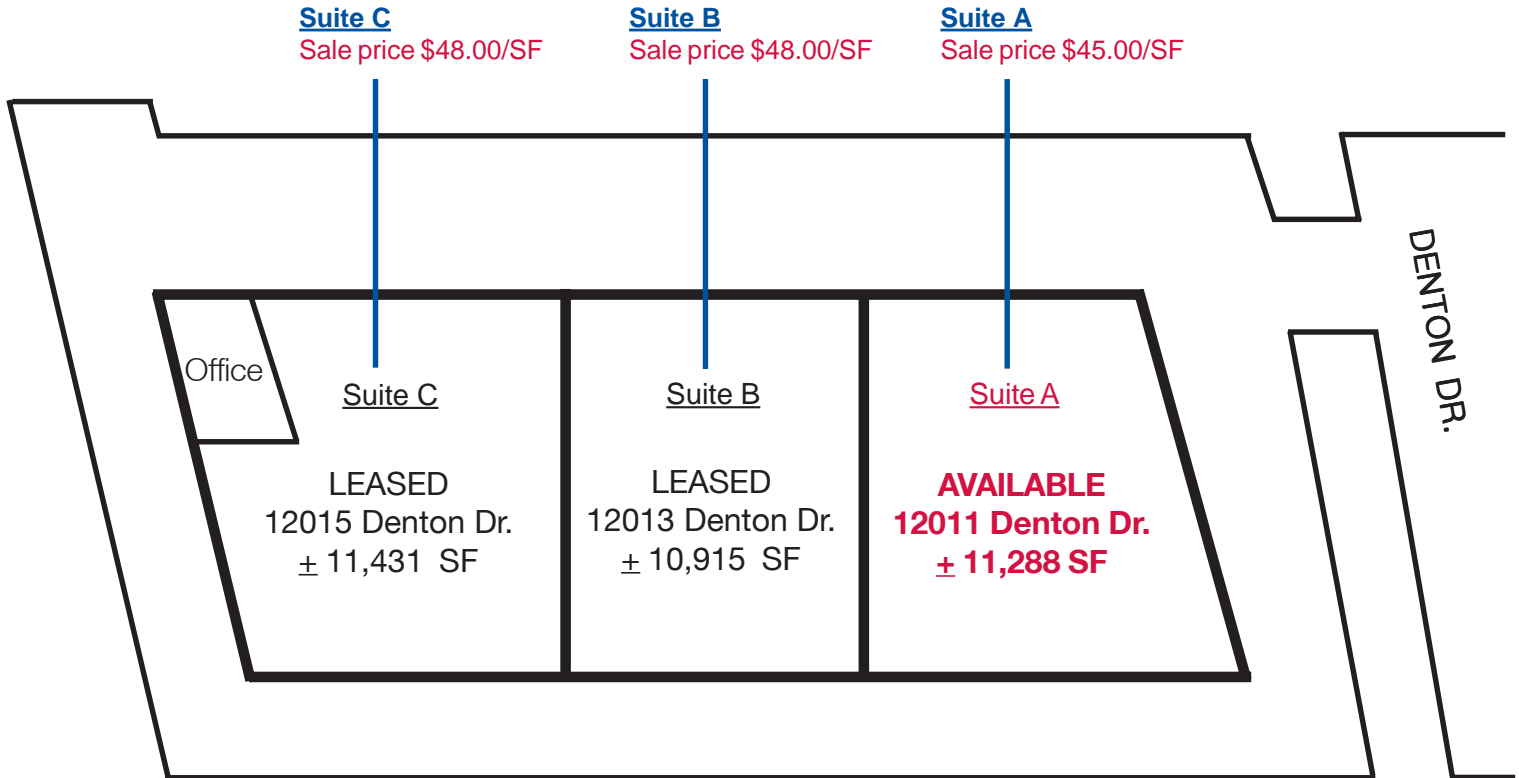 Suite C
Sale price $48.00/SF
Suite B
Sale price $48.00/SF
Suite A
Sale price $45.00/SF
Office
Suite C
LEASED
12015 Denton Dr.
± 11,431 SF
Suite B
LEASED
12013 Denton Dr.
± 10,915 SF
Suite A
AVAILABLE
12011 Denton Dr.
± 11,288 SF
DENTON DR.